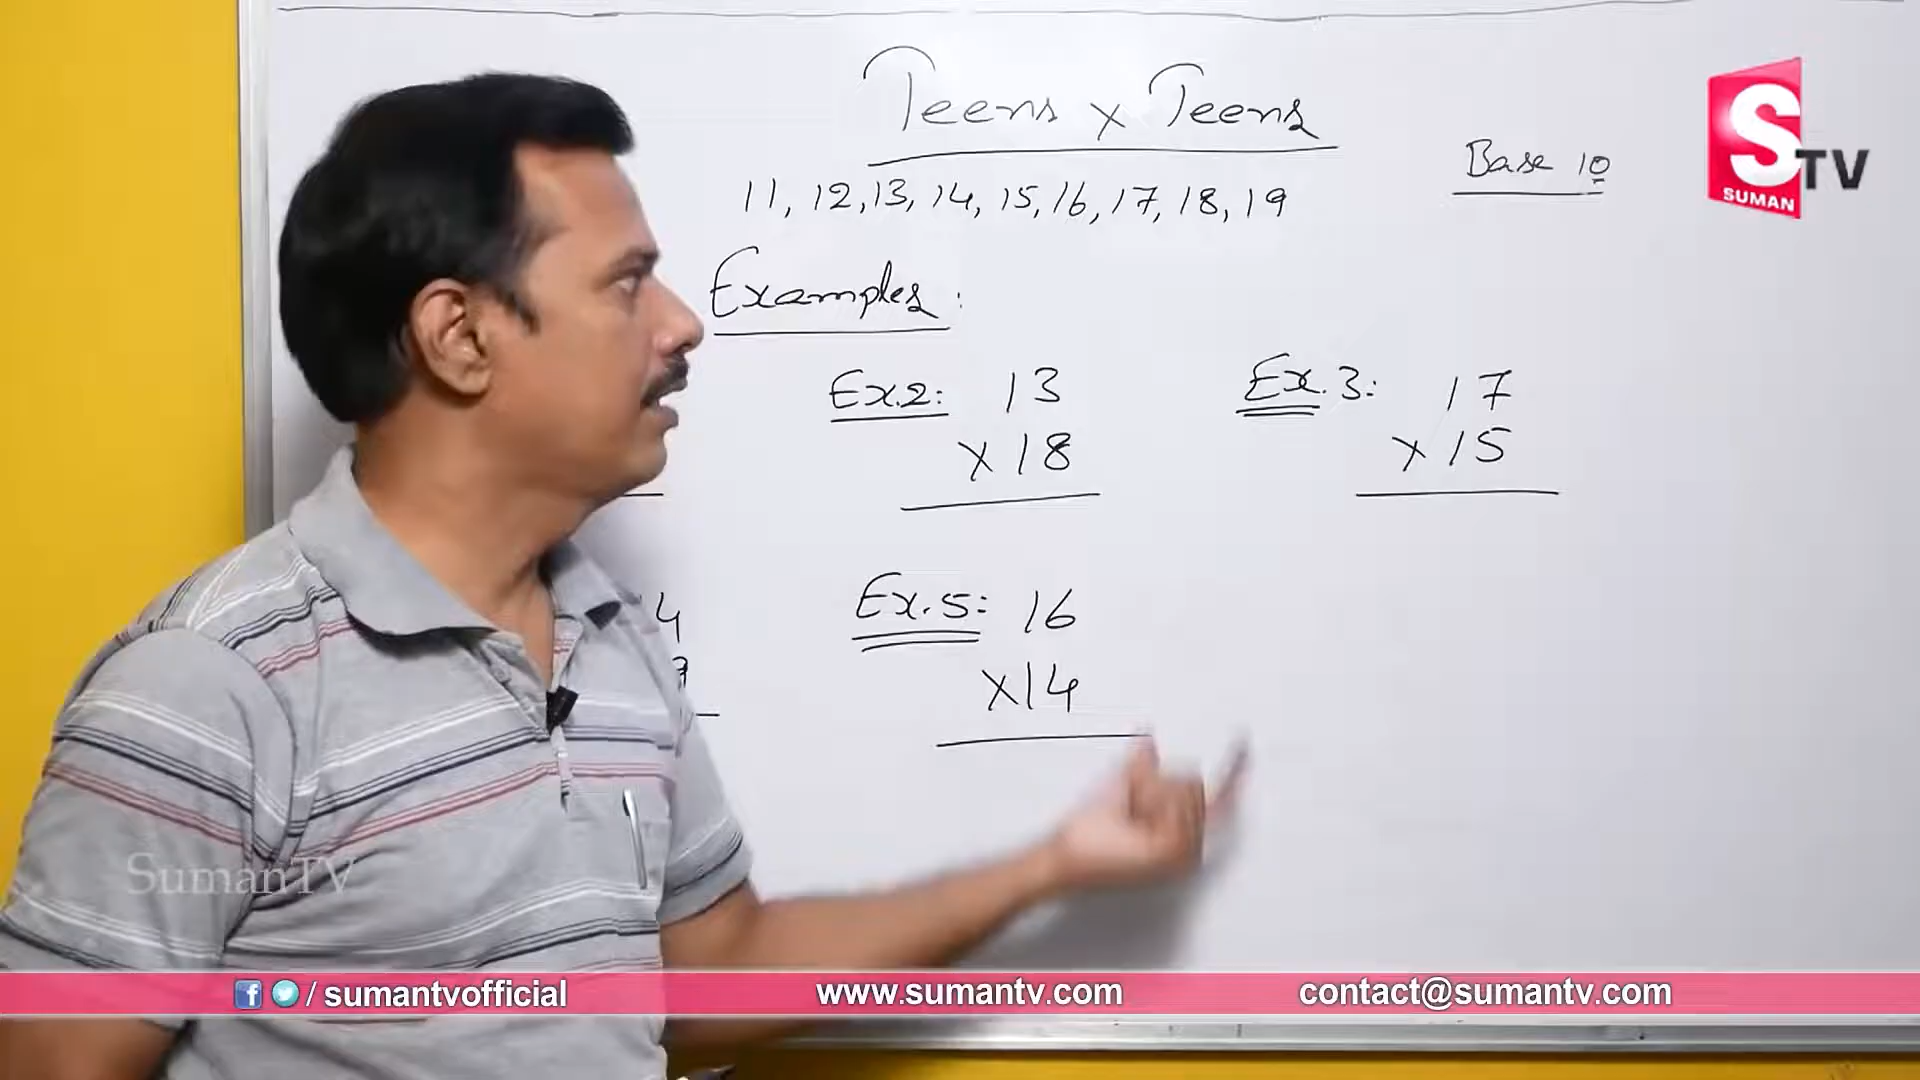 Teens x Teens
11, 12, 13, 14, 15, 16, 17, 18, 19
Base 10
S TV
SUMAN
Examples:
Ex.2: 13
x 18
Ex.3: 17
x 15
4
Ex.5: 16
x14
SumanTV
/ sumantvofficial
www.sumantv.com
contact@sumantv.com